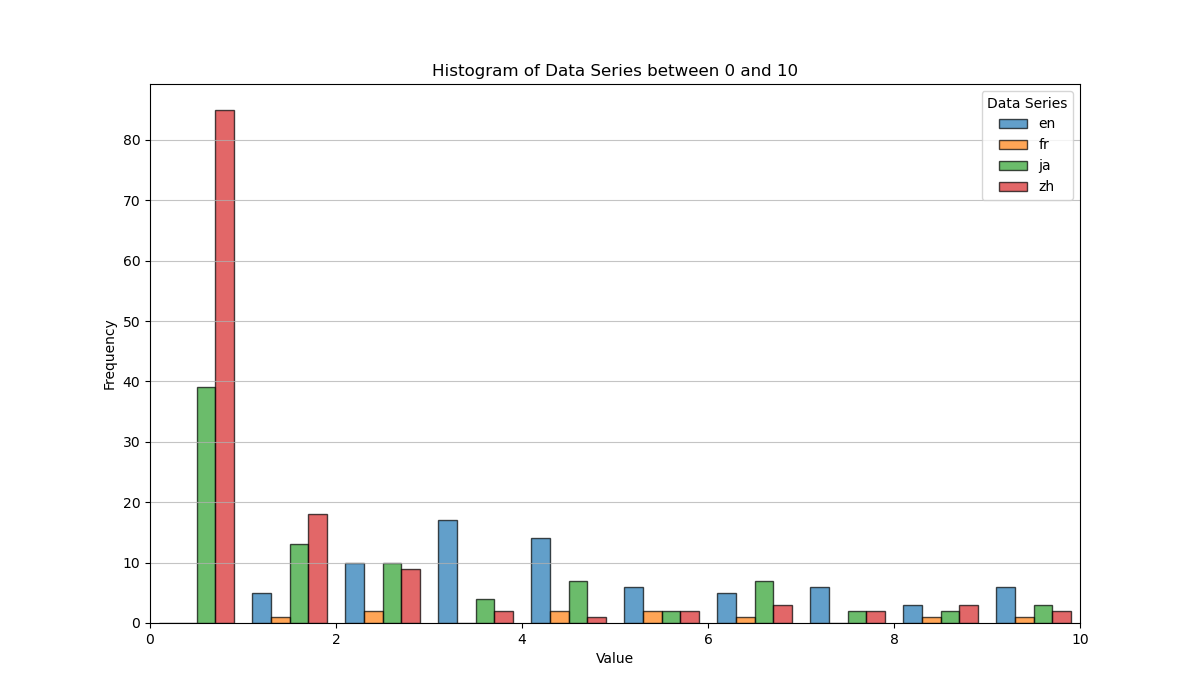 Histogram of Data Series between 0 and 10
Data Series
en
fr
ja
zh
80
70
60
50
40
30
20
10
0
Frequency
0 2 4 6 8 10
Value